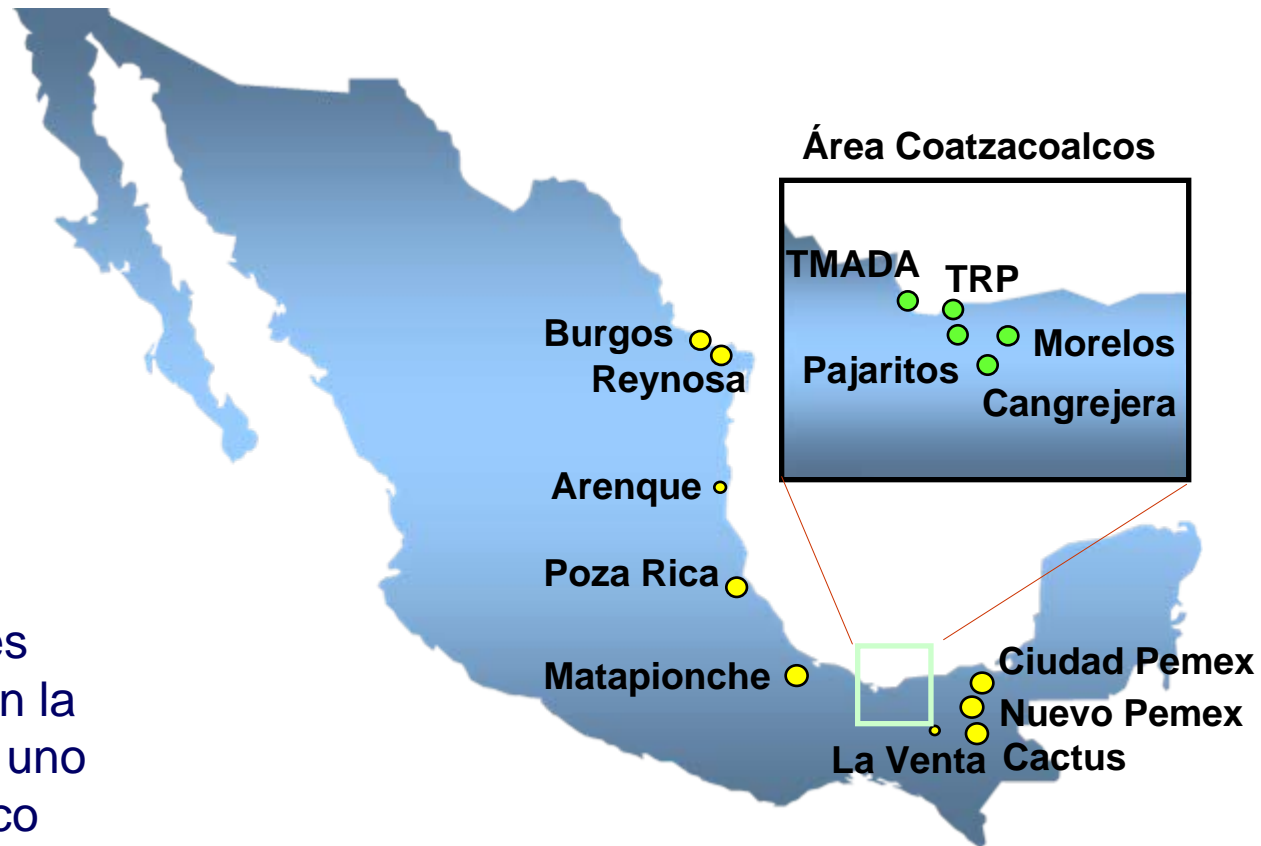 Área Coatzacoalcos
TMADA
TRP
Morelos
Pajaritos
Cangrejera
Burgos
Reynosa
Arenque
Poza Rica
Matapionche
Ciudad Pemex
Nuevo Pemex
La Venta
Cactus
es
n la
uno
co